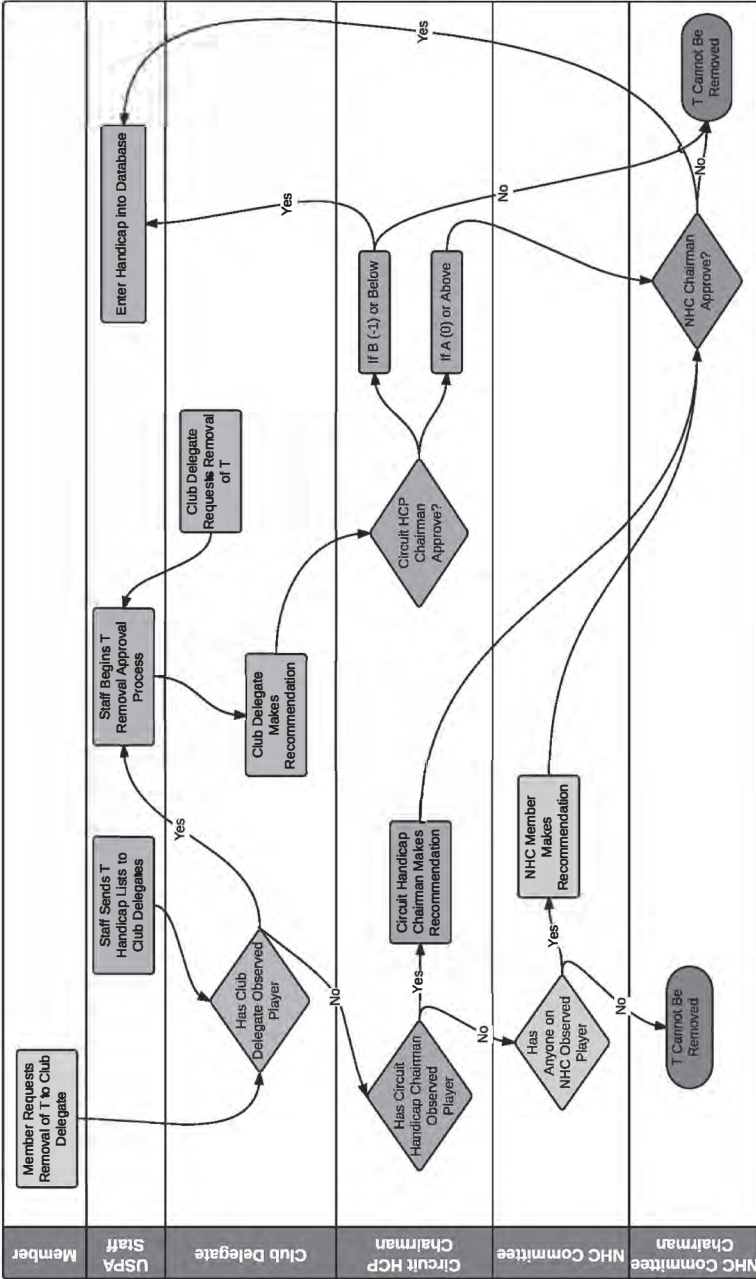 Member
USPA
Staff
Club Delegate
Circuit HCP
Chairman
NHC Committee
NHC Committee
Chairman
Member Requests
Removal of T to Club
Delegate
Staff Sends T
Handicap Lists to
Club Delegates
Staff Begins T
Removal Approval
Process
Enter Handicap into Database
Has Club
Delegate Observed
Player
Yes
No
Club Delegate
Makes
Recommendation
Club Delegate
Requests Removal
of T
Has Circuit
Handicap Chairman
Observed
Player
Yes
No
Circuit Handicap
Chairman Makes
Recommendation
Circuit HCP
Chairman
Approve?
If B (-1) or Below
If A (0) or Above
Yes
No
Has
Anyone on
NHC Observed
Player
Yes
No
NHC Member
Makes
Recommendation
T Cannot Be
Removed
NHC Chairman
Approve?
Yes
No
T Cannot Be
Removed